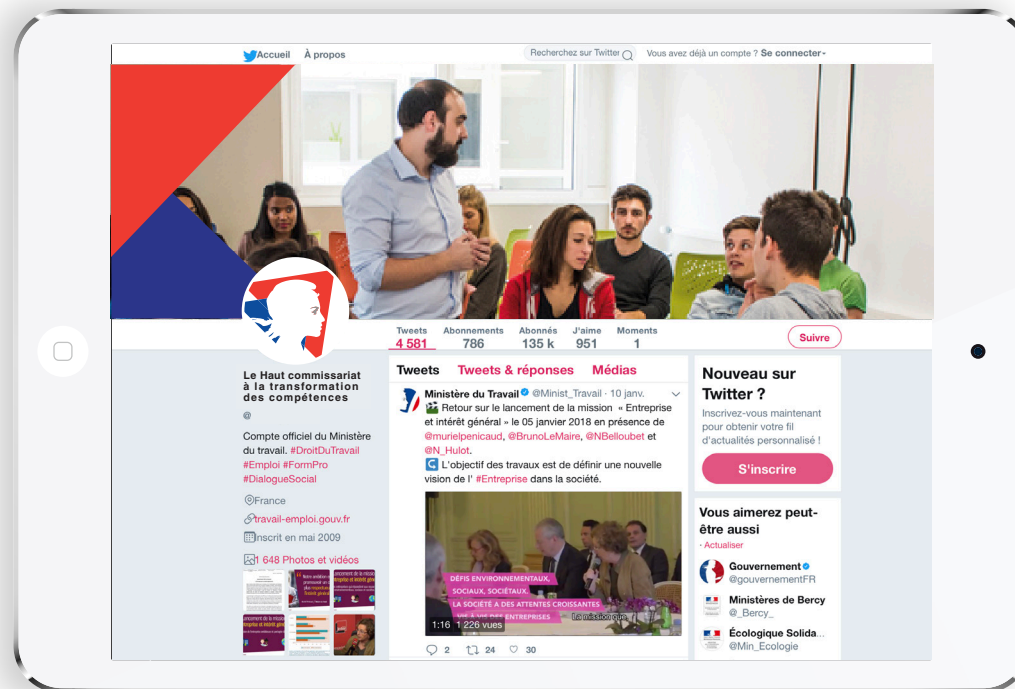 Accueil À propos
Recherchez sur Twitter
Vous avez déjà un compte ? Se connecter
Tweets Abonnements Abonnés J'aime Moments
4 581 786 135 k 951 1
Suivre
Le Haut commissariat
à la transformation
des compétences
@
Compte officiel du Ministère
du travail. #DroitDuTravail
#Emploi #FormPro
#DialogueSocial
France
travail-emploi.gouv.fr
Inscrit en mai 2009
1 648 Photos et vidéos
Tweets Tweets & réponses Médias
Ministère du Travail @Minist_Travail · 10 janv.
Retour sur le lancement de la mission « Entreprise
et intérêt général » le 05 janvier 2018 en présence de
@murielpenicaud, @BrunoLeMaire, @NBelloubet et
@N_Hulot.
L'objectif des travaux est de définir une nouvelle
vision de l' #Entreprise dans la société.
DÉFIS ENVIRONNEMENTAUX,
SOCIAUX, SOCIÉTAUX.
LA SOCIÉTÉ A DES ATTENTES CROISSANTES
VIS À VIS DES ENTREPRISES
La mission que,
1:16 1 226 vues
2 24 30
Nouveau sur
Twitter ?
Inscrivez-vous maintenant
pour obtenir votre fil
d'actualités personnalisé !
S'inscrire
Vous aimerez peut-
être aussi
· Actualiser
Gouvernement
@gouvernementFR
Ministères de Bercy
@_Bercy_
Écologique Solida...
@Min_Ecologie